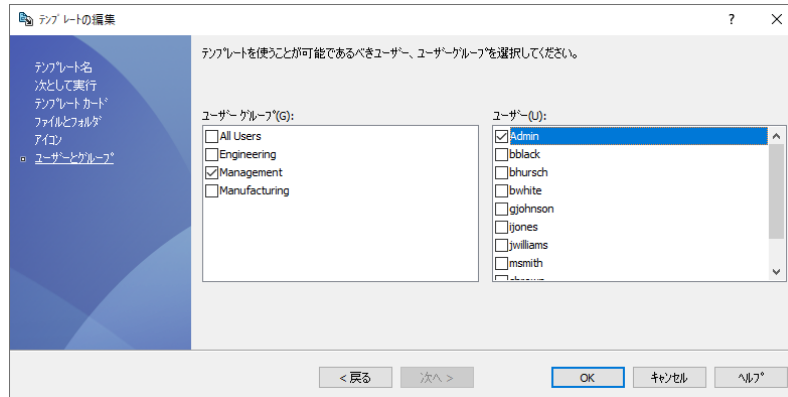 テンプレートの編集
テンプレートを使うことが可能であるべきユーザー、ユーザーグループを選択してください。
テンプレート名
次として実行
テンプレート カード
ファイルとフォルダ
アイコン
ユーザーとグループ
ユーザー グループ(G):
All Users
Engineering
Management
Manufacturing
ユーザー(U):
Admin
bblack
bhursch
bwhite
gjohnson
ijones
jwilliams
msmith
< 戻る
次へ >
OK
キャンセル
ヘルプ